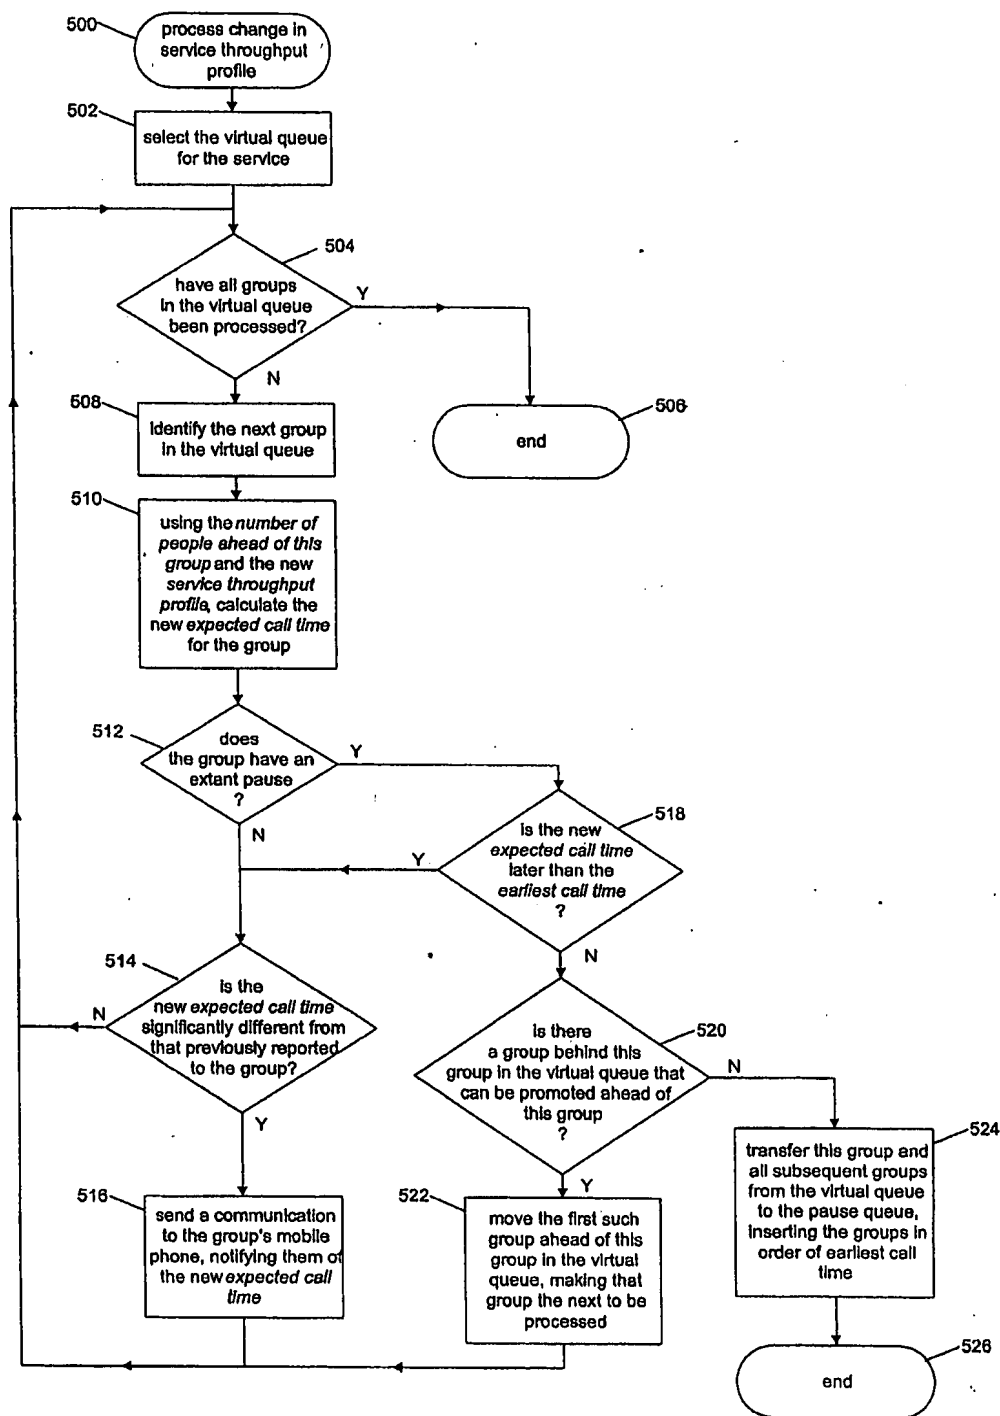 500
process change in
service throughput
profile
502
select the virtual queue
for the service
504
have all groups
in the virtual queue
been processed?
Y
N
508
identify the next group
in the virtual queue
506
end
510
using the number of
people ahead of this
group and the new
service throughput
profile, calculate the
new expected call time
for the group
512
does
the group have an
extant pause
?
Y
N
518
is the new
expected call time
later than the
earliest call time
?
Y
N
514
is the
new expected call time
significantly different from
that previously reported
to the group?
N
Y
520
is there
a group behind this
group in the virtual queue that
can be promoted ahead of
this group
?
N
Y
516
send a communication
to the group's mobile
phone, notifying them of
the new expected call
time
522
move the first such
group ahead of this
group in the virtual
queue, making that
group the next to be
processed
524
transfer this group and
all subsequent groups
from the virtual queue
to the pause queue,
inserting the groups in
order of earliest call
time
526
end